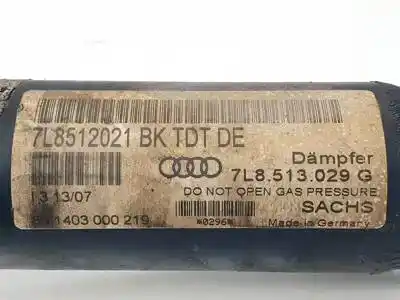 7L8512021 BK TDT DE
Dämpfer
7L8.513.029 G
13 13/07
DO NOT OPEN GAS PRESSURE
SACHS
1403 000 219
*0296*
Made in Germany